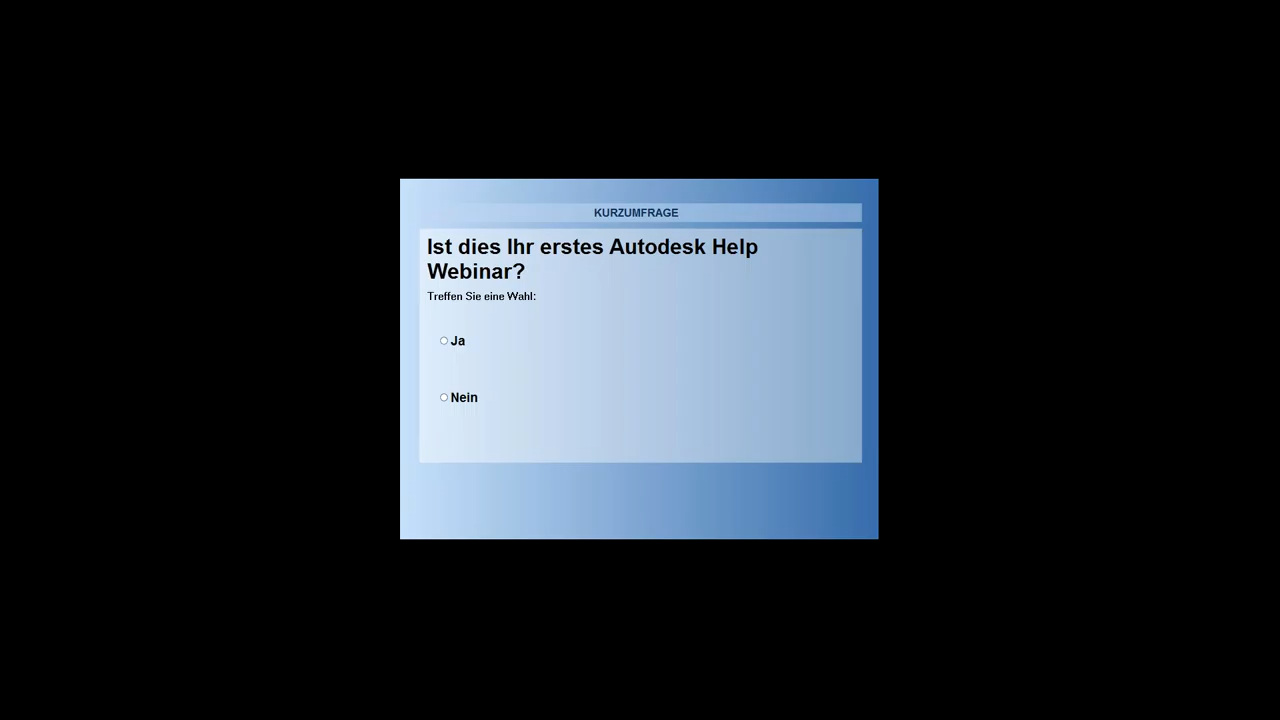 KURZUMFRAGE
Ist dies Ihr erstes Autodesk Help
Webinar?
Treffen Sie eine Wahl:
Ja
Nein